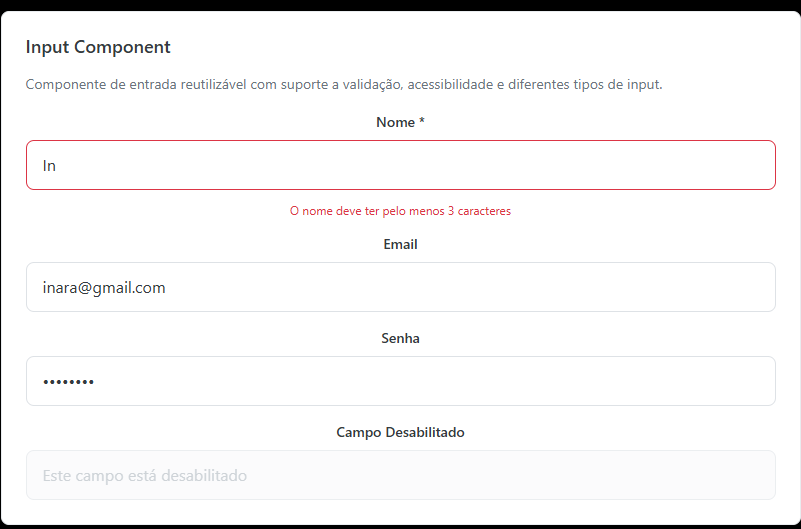 Input Component
Componente de entrada reutilizável com suporte a validação, acessibilidade e diferentes tipos de input.
Nome *
In
O nome deve ter pelo menos 3 caracteres
Email
inara@gmail.com
Senha
••••••••
Campo Desabilitado
Este campo está desabilitado